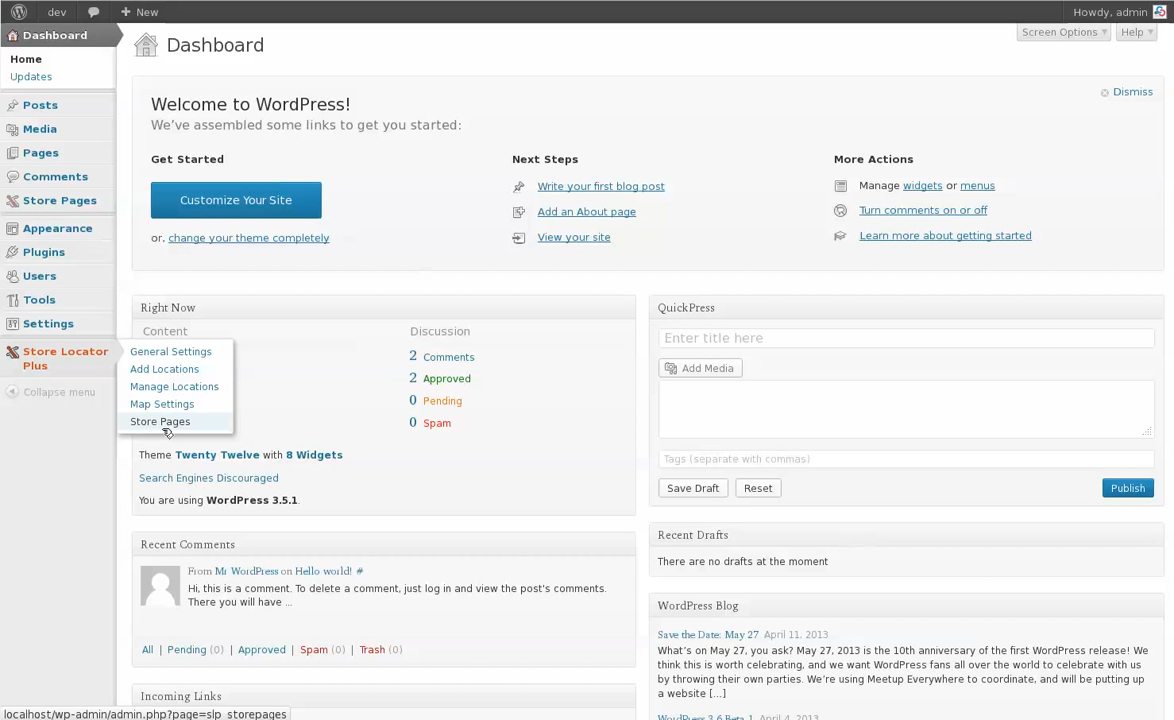 dev
New
Howdy, admin
Dashboard
Home
Updates
Posts
Media
Pages
Comments
Store Pages
Appearance
Plugins
Users
Tools
Settings
Store Locator
Plus
Collapse menu
General Settings
Add Locations
Manage Locations
Map Settings
Store Pages
Dashboard
Screen Options
Help
Welcome to WordPress!
Dismiss
We’ve assembled some links to get you started:
Get Started
Customize Your Site
or, change your theme completely
Next Steps
Write your first blog post
Add an About page
View your site
More Actions
Manage widgets or menus
Turn comments on or off
Learn more about getting started
Right Now
Content
Discussion
2 Comments
2 Approved
0 Pending
0 Spam
Theme Twenty Twelve with 8 Widgets
Search Engines Discouraged
You are using WordPress 3.5.1.
Recent Comments
From Mr WordPress on Hello world! #
Hi, this is a comment. To delete a comment, just log in and view the post's comments.
There you will have ...
All | Pending (0) | Approved | Spam (0) | Trash (0)
Incoming Links
QuickPress
Enter title here
Add Media
Tags (separate with commas)
Save Draft
Reset
Publish
Recent Drafts
There are no drafts at the moment
WordPress Blog
Save the Date: May 27 April 11, 2013
What’s on May 27, you ask? May 27, 2013 is the 10th anniversary of the first WordPress release! We
think this is worth celebrating, and we want WordPress fans all over the world to celebrate with us
by throwing their own parties. We’re using Meetup Everywhere to coordinate, and will be putting up
a website [...]
WordPress 3.6 Beta 1 April 4, 2013
localhost/wp-admin/admin.php?page=slp_storepages